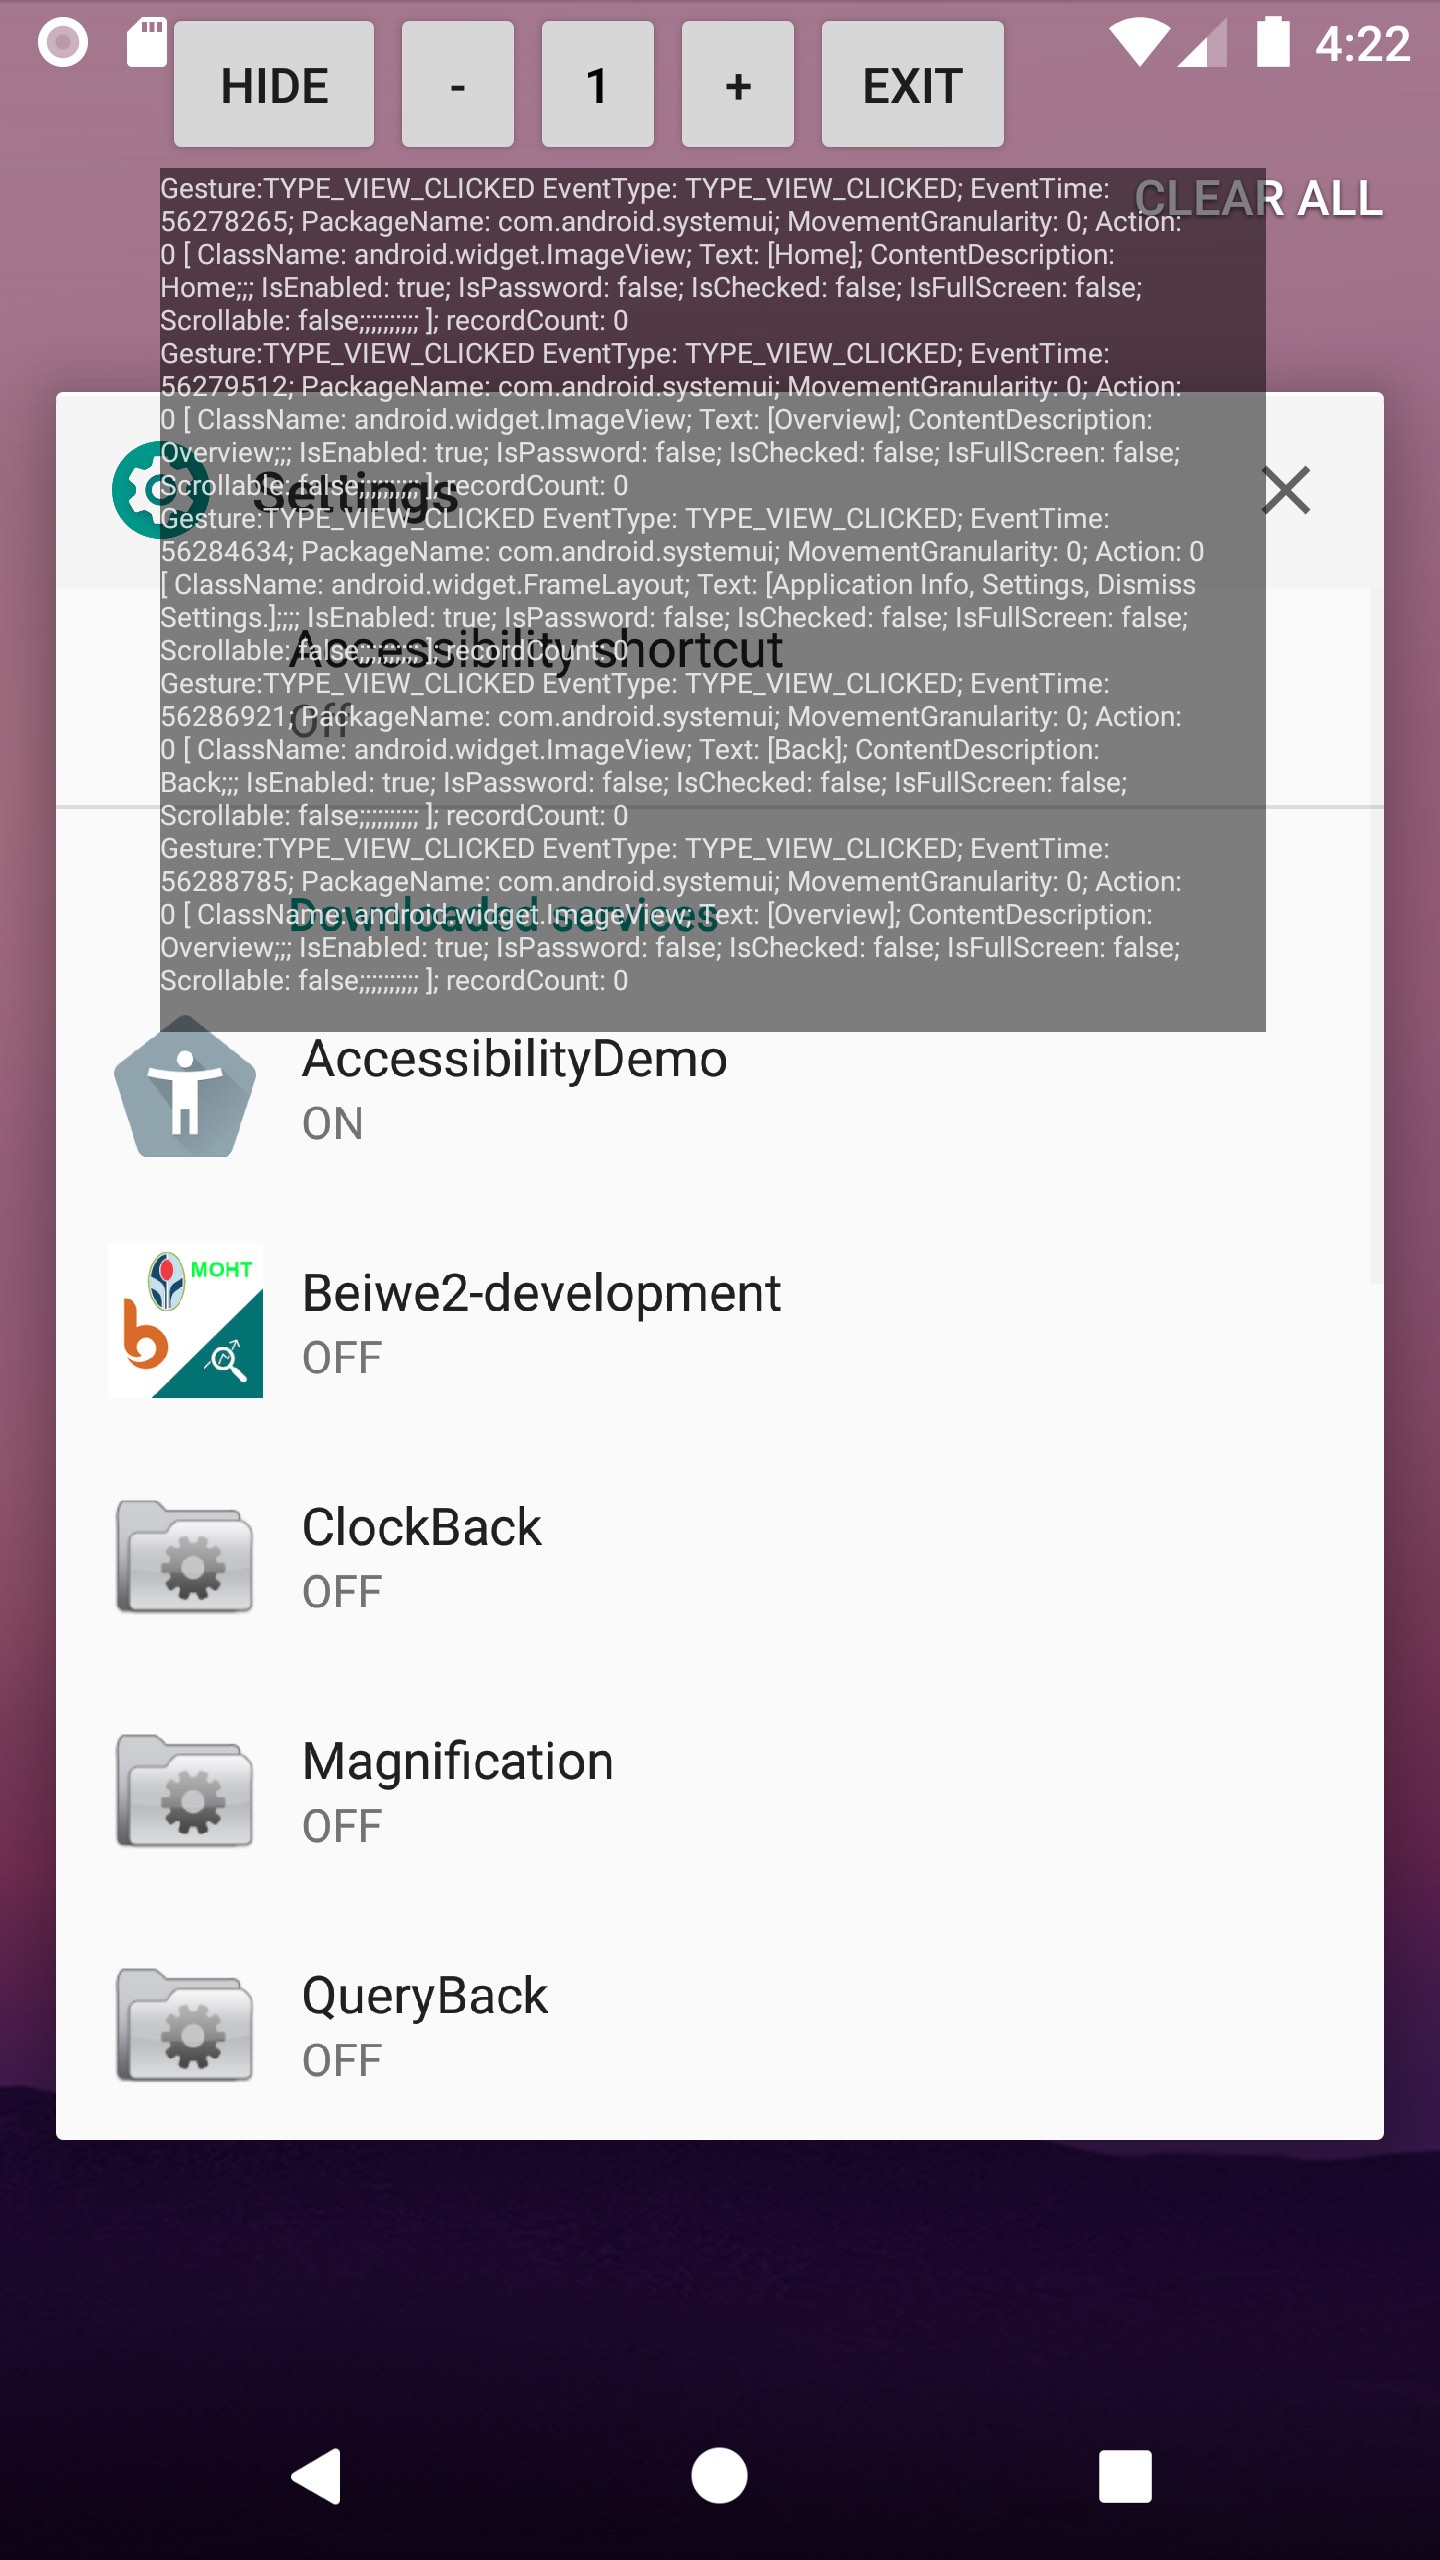 4:22
HIDE
-
1
+
EXIT
CLEAR ALL
Gesture:TYPE_VIEW_CLICKED EventType: TYPE_VIEW_CLICKED; EventTime:
56278265; PackageName: com.android.systemui; MovementGranularity: 0; Action:
0 [ ClassName: android.widget.ImageView; Text: [Home]; ContentDescription:
Home;;; IsEnabled: true; IsPassword: false; IsChecked: false; IsFullScreen: false;
Scrollable: false;;;;;;;;;; ]; recordCount: 0
Gesture:TYPE_VIEW_CLICKED EventType: TYPE_VIEW_CLICKED; EventTime:
56279512; PackageName: com.android.systemui; MovementGranularity: 0; Action:
0 [ ClassName: android.widget.ImageView; Text: [Overview]; ContentDescription:
Overview;;; IsEnabled: true; IsPassword: false; IsChecked: false; IsFullScreen: false;
Scrollable: false;;;;;;;;;; ]; recordCount: 0
Settings
Gesture:TYPE_VIEW_CLICKED EventType: TYPE_VIEW_CLICKED; EventTime:
56284634; PackageName: com.android.systemui; MovementGranularity: 0; Action: 0
[ ClassName: android.widget.FrameLayout; Text: [Application Info, Settings, Dismiss
Settings.];;;; IsEnabled: true; IsPassword: false; IsChecked: false; IsFullScreen: false;
Scrollable: false;;;;;;;;;; ]; recordCount: 0
Accessibility shortcut
Gesture:TYPE_VIEW_CLICKED EventType: TYPE_VIEW_CLICKED; EventTime:
56286921; PackageName: com.android.systemui; MovementGranularity: 0; Action:
Off
0 [ ClassName: android.widget.ImageView; Text: [Back]; ContentDescription:
Back;;; IsEnabled: true; IsPassword: false; IsChecked: false; IsFullScreen: false;
Scrollable: false;;;;;;;;;; ]; recordCount: 0
Gesture:TYPE_VIEW_CLICKED EventType: TYPE_VIEW_CLICKED; EventTime:
56288785; PackageName: com.android.systemui; MovementGranularity: 0; Action:
0 [ ClassName: android.widget.ImageView; Text: [Overview]; ContentDescription:
Downloaded services
Overview;;; IsEnabled: true; IsPassword: false; IsChecked: false; IsFullScreen: false;
Scrollable: false;;;;;;;;;; ]; recordCount: 0
AccessibilityDemo
ON
MOHT
b
Beiwe2-development
OFF
ClockBack
OFF
Magnification
OFF
QueryBack
OFF